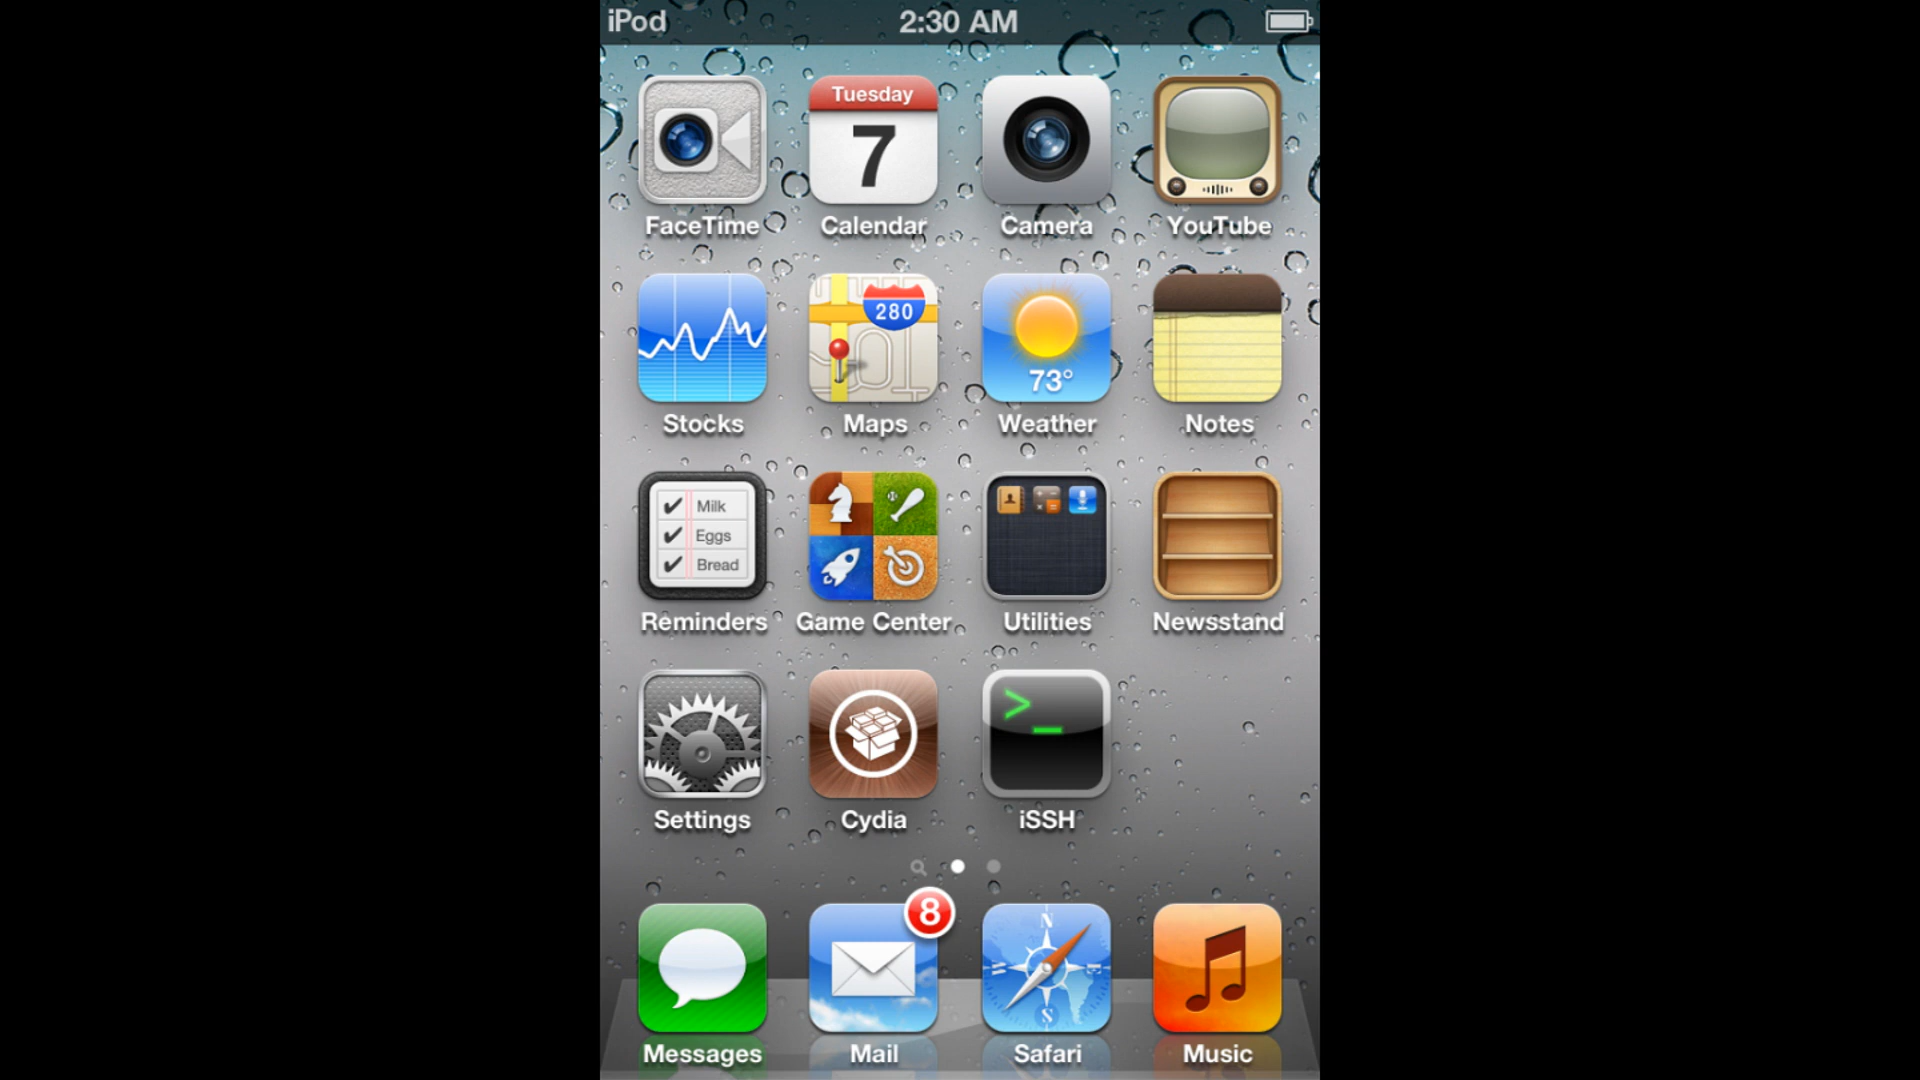 iPod 2:30 AM
Tuesday
7
FaceTime Calendar Camera YouTube
280
73°
Stocks Maps Weather Notes
Milk
Eggs
Bread
Reminders Game Center Utilities Newsstand
>_
Settings Cydia iSSH
8
N
S
Messages Mail Safari Music